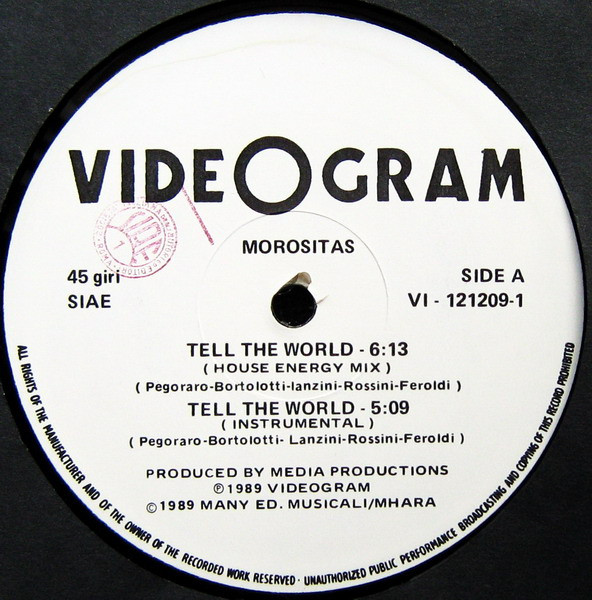 VIDEOGRAM
MOROSITAS
45 giri
SIAE
SIDE A
VI - 121209-1
TELL THE WORLD - 6:13
( HOUSE ENERGY MIX )
( Pegoraro-Bortolotti-lanzini-Rossini-Feroldi )
TELL THE WORLD - 5:09
( INSTRUMENTAL )
( Pegoraro-Bortolotti- Lanzini-Rossini-Feroldi )
PRODUCED BY MEDIA PRODUCTIONS
℗ 1989 VIDEOGRAM
© 1989 MANY ED. MUSICALI/MHARA
ALL RIGHTS OF THE MANUFACTURER AND OF THE OWNER OF THE RECORDED WORK RESERVED · UNAUTHORIZED PUBLIC PERFORMANCE BROADCASTING AND COPYING OF THIS RECORD PROHIBITED